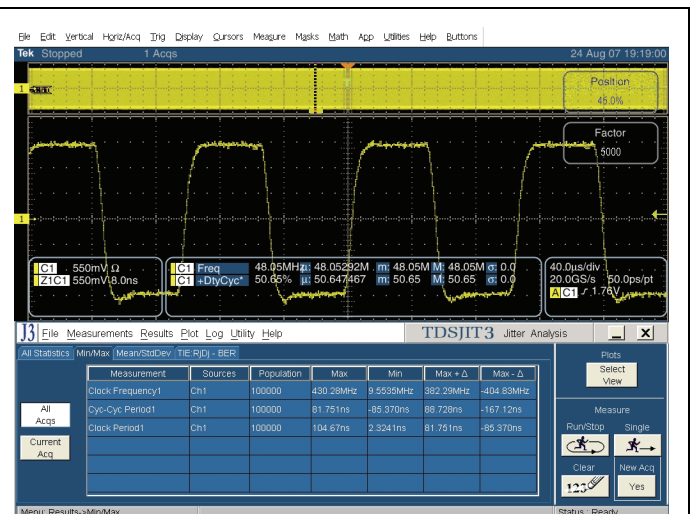 File Edit Vertical Horiz/Acq Trig Display Cursors Measure Masks Math App Utilities Help Buttons
Tek Stopped 1 Acqs 24 Aug 07 19:19:00
Position
45.0%
1
Factor
5000
1
C1 550mV Ω
Z1C1 550mV 8.0ns
C1 Freq 48.05MHz μ: 48.05292M m: 48.05M M: 48.05M σ: 0.0
C1 +DtyCyc* 50.65% μ: 50.647467 m: 50.65 M: 50.65 σ: 0.0
40.0μs/div
20.0GS/s 50.0ps/pt
A C1 1.76V
J3 File Measurements Results Plot Log Utility Help TDSJIT3 Jitter Analysis
All Statistics Min/Max Mean/StdDev TIE:RjDj - BER
Measurement Sources Population Max Min Max + Δ Max - Δ
Clock Frequency1 Ch1 100000 430.28MHz 9.5535MHz 382.29MHz -404.83MHz
Cyc-Cyc Period1 Ch1 100000 81.751ns -85.370ns 88.728ns -167.12ns
Clock Period1 Ch1 100000 104.67ns 2.3241ns 81.751ns -85.370ns
All
Acqs
Current
Acq
Plots
Select
View
Measure
Run/Stop Single
Clear New Acq
123 Yes
Menu: Results->Min/Max Status : Ready